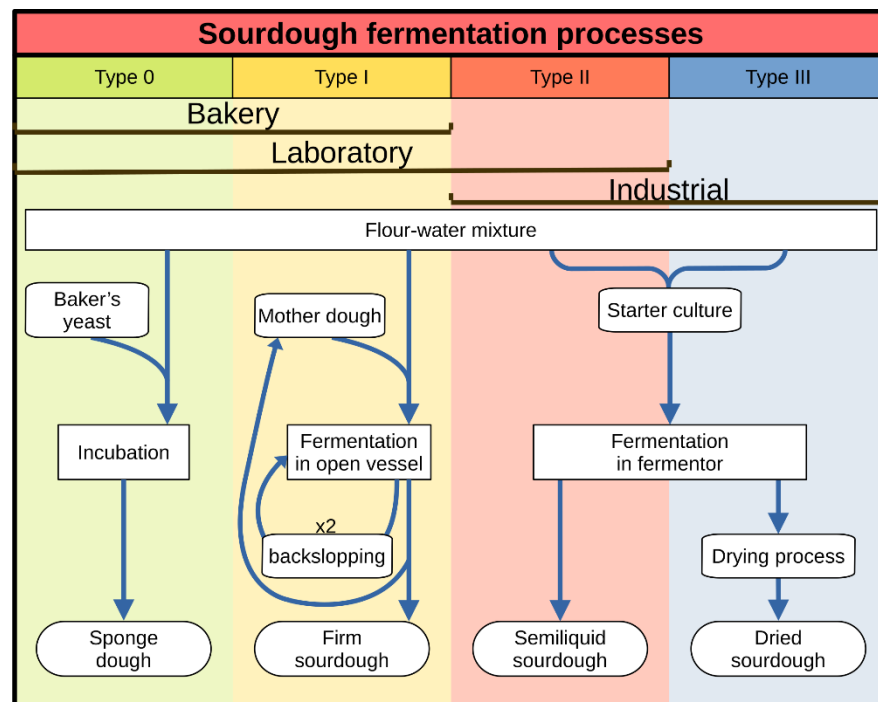 Sourdough fermentation processes
Type 0
Type I
Type II
Type III
Bakery
Laboratory
Industrial
Flour-water mixture
Baker's
yeast
Mother dough
Starter culture
Incubation
Fermentation
in open vessel
Fermentation
in fermentor
x2
backslopping
Drying process
Sponge
dough
Firm
sourdough
Semiliquid
sourdough
Dried
sourdough